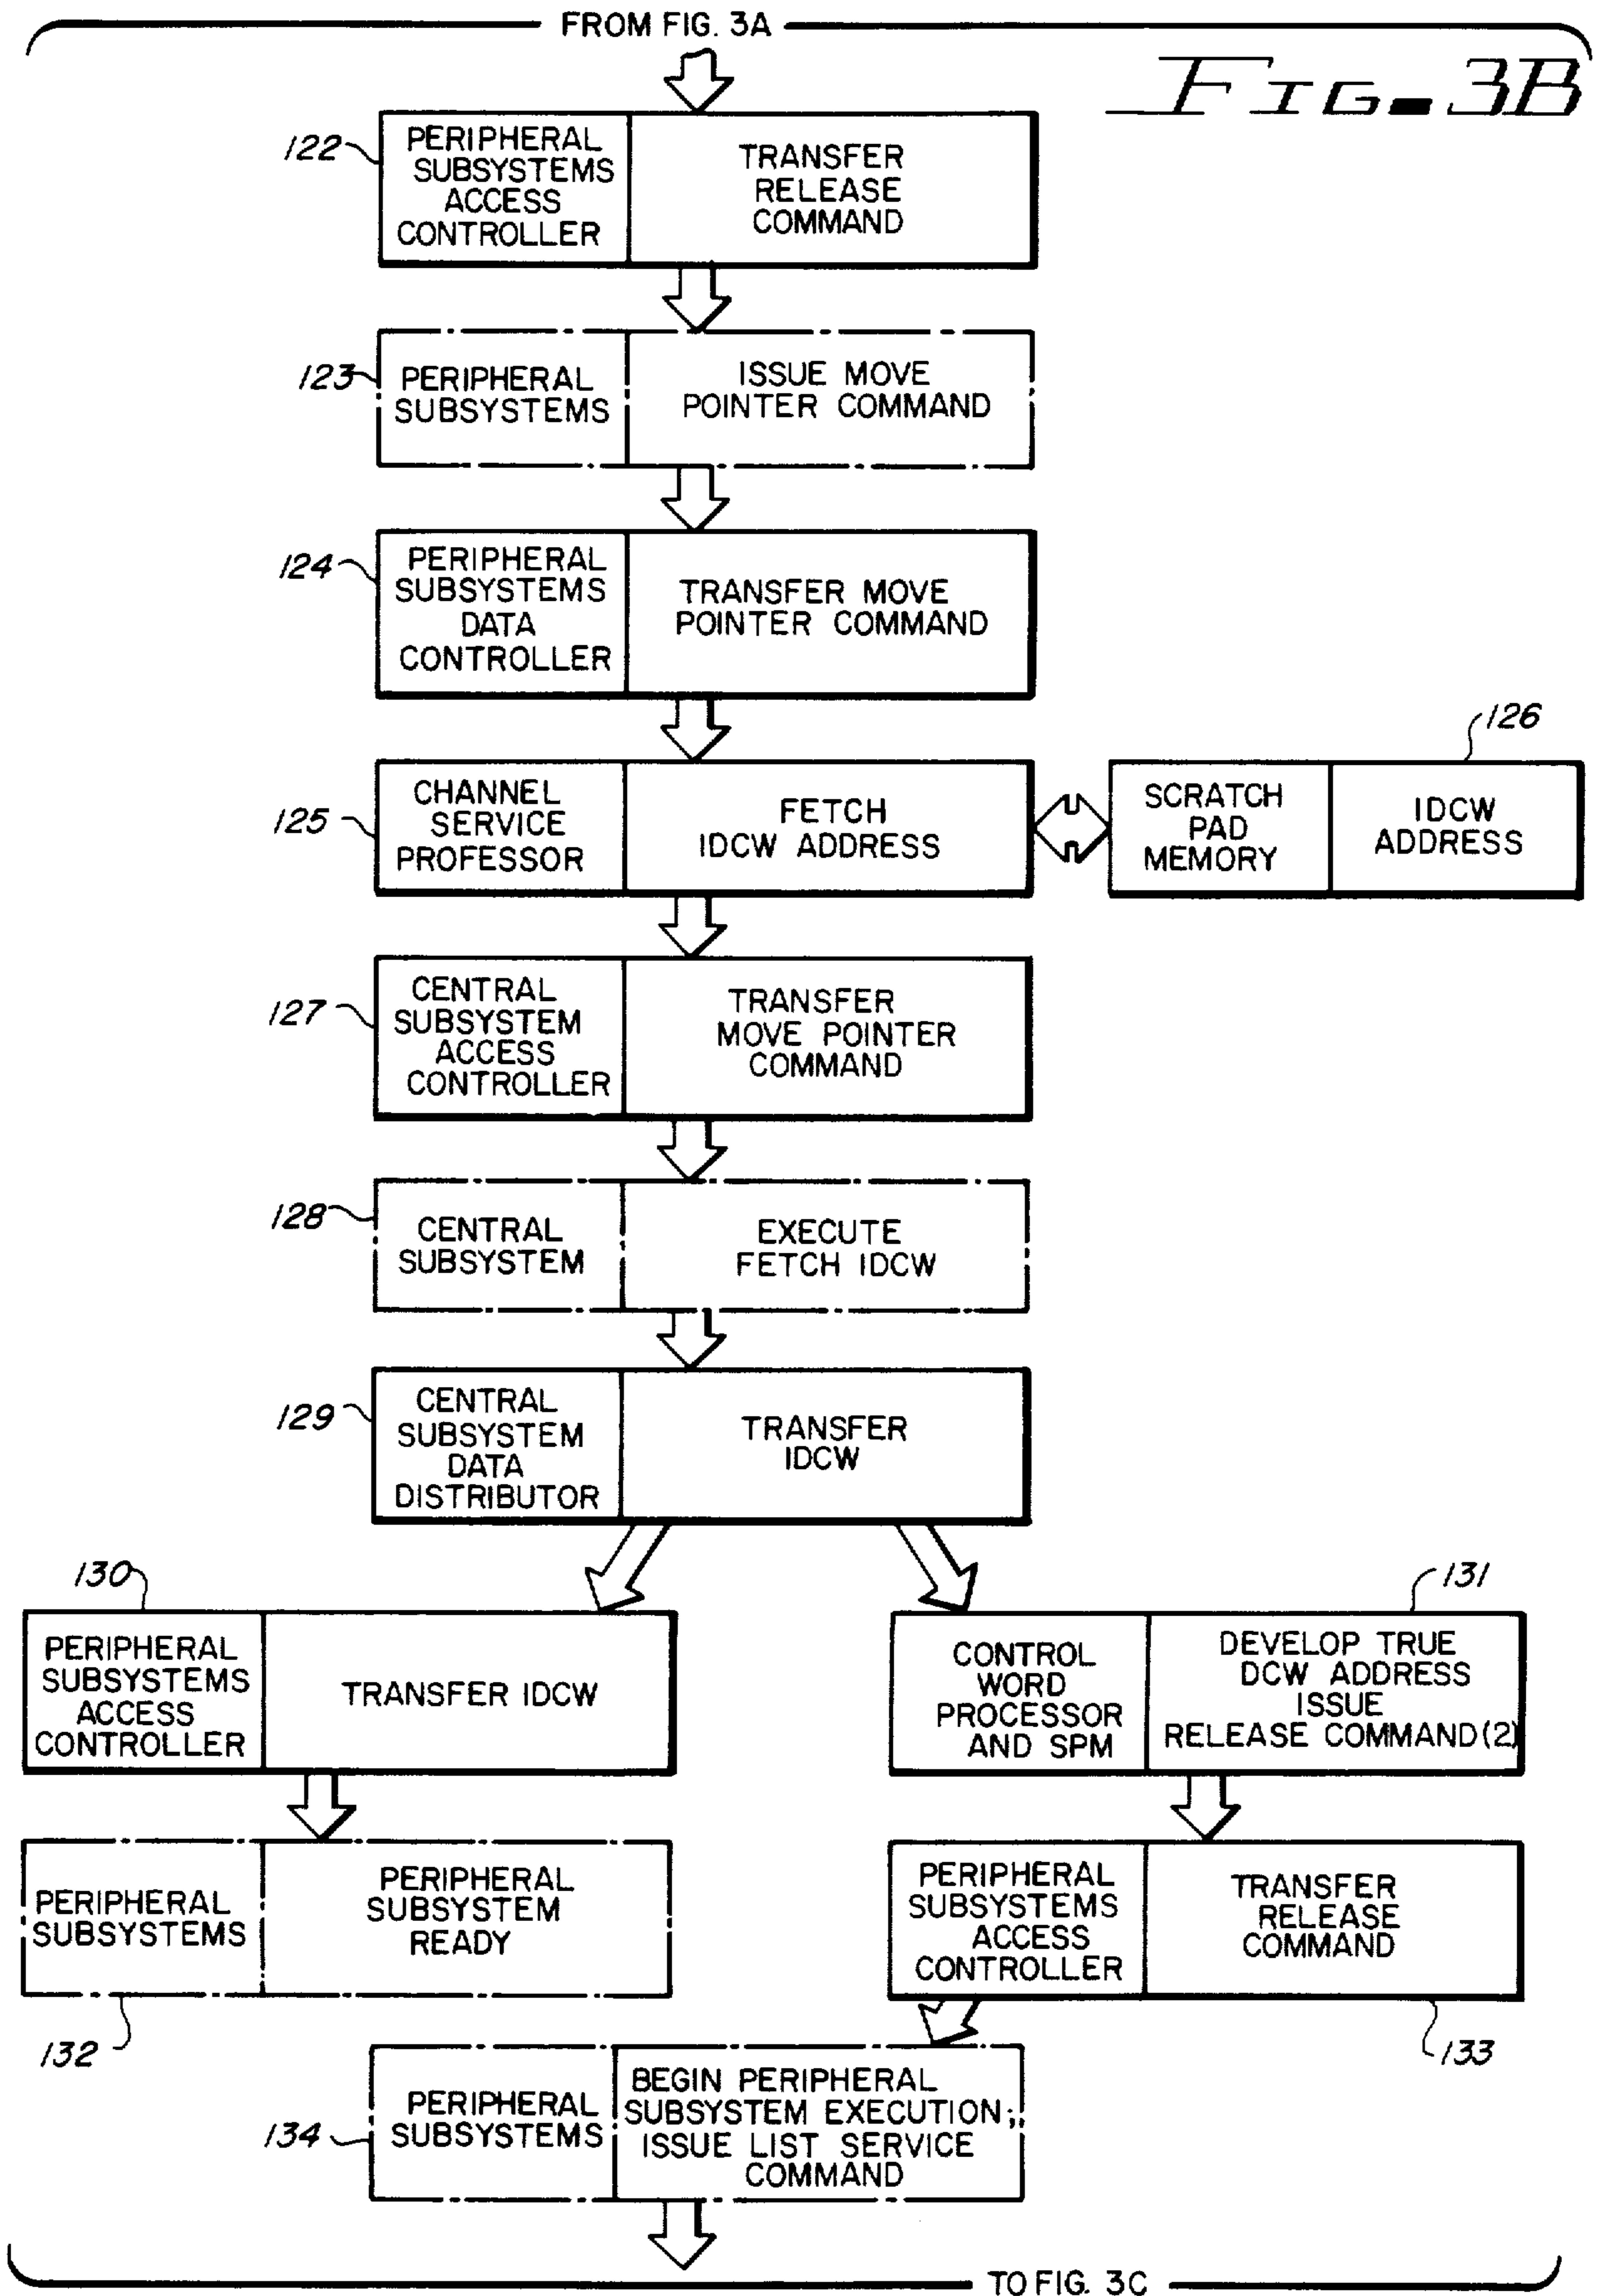 FROM FIG. 3A
FIG. 3B
122
PERIPHERAL
SUBSYSTEMS
ACCESS
CONTROLLER
TRANSFER
RELEASE
COMMAND
123
PERIPHERAL
SUBSYSTEMS
ISSUE MOVE
POINTER COMMAND
124
PERIPHERAL
SUBSYSTEMS
DATA
CONTROLLER
TRANSFER MOVE
POINTER COMMAND
125
CHANNEL
SERVICE
PROFESSOR
FETCH
IDCW ADDRESS
126
SCRATCH
PAD
MEMORY
IDCW
ADDRESS
127
CENTRAL
SUBSYSTEM
ACCESS
CONTROLLER
TRANSFER
MOVE POINTER
COMMAND
128
CENTRAL
SUBSYSTEM
EXECUTE
FETCH IDCW
129
CENTRAL
SUBSYSTEM
DATA
DISTRIBUTOR
TRANSFER
IDCW
130
PERIPHERAL
SUBSYSTEMS
ACCESS
CONTROLLER
TRANSFER IDCW
131
CONTROL
WORD
PROCESSOR
AND SPM
DEVELOP TRUE
DCW ADDRESS
ISSUE
RELEASE COMMAND(2)
PERIPHERAL
SUBSYSTEMS
PERIPHERAL
SUBSYSTEM
READY
132
PERIPHERAL
SUBSYSTEMS
ACCESS
CONTROLLER
TRANSFER
RELEASE
COMMAND
133
134
PERIPHERAL
SUBSYSTEMS
BEGIN PERIPHERAL
SUBSYSTEM EXECUTION;
ISSUE LIST SERVICE
COMMAND
TO FIG. 3C